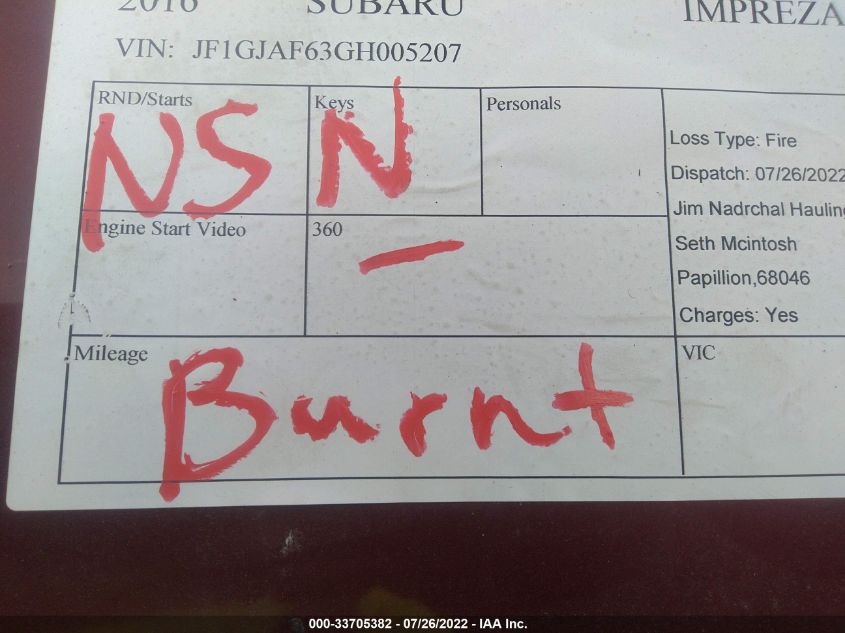 2016 SUBARU IMPREZA
VIN: JF1GJAF63GH005207
RND/Starts Keys Personals
NS N
Loss Type: Fire
Dispatch: 07/26/2022
Jim Nadrchal Hauling
Engine Start Video 360
—
Seth Mcintosh
Papillion,68046
Charges: Yes
Mileage VIC
Burnt
000-33705382 - 07/26/2022 - IAA Inc.